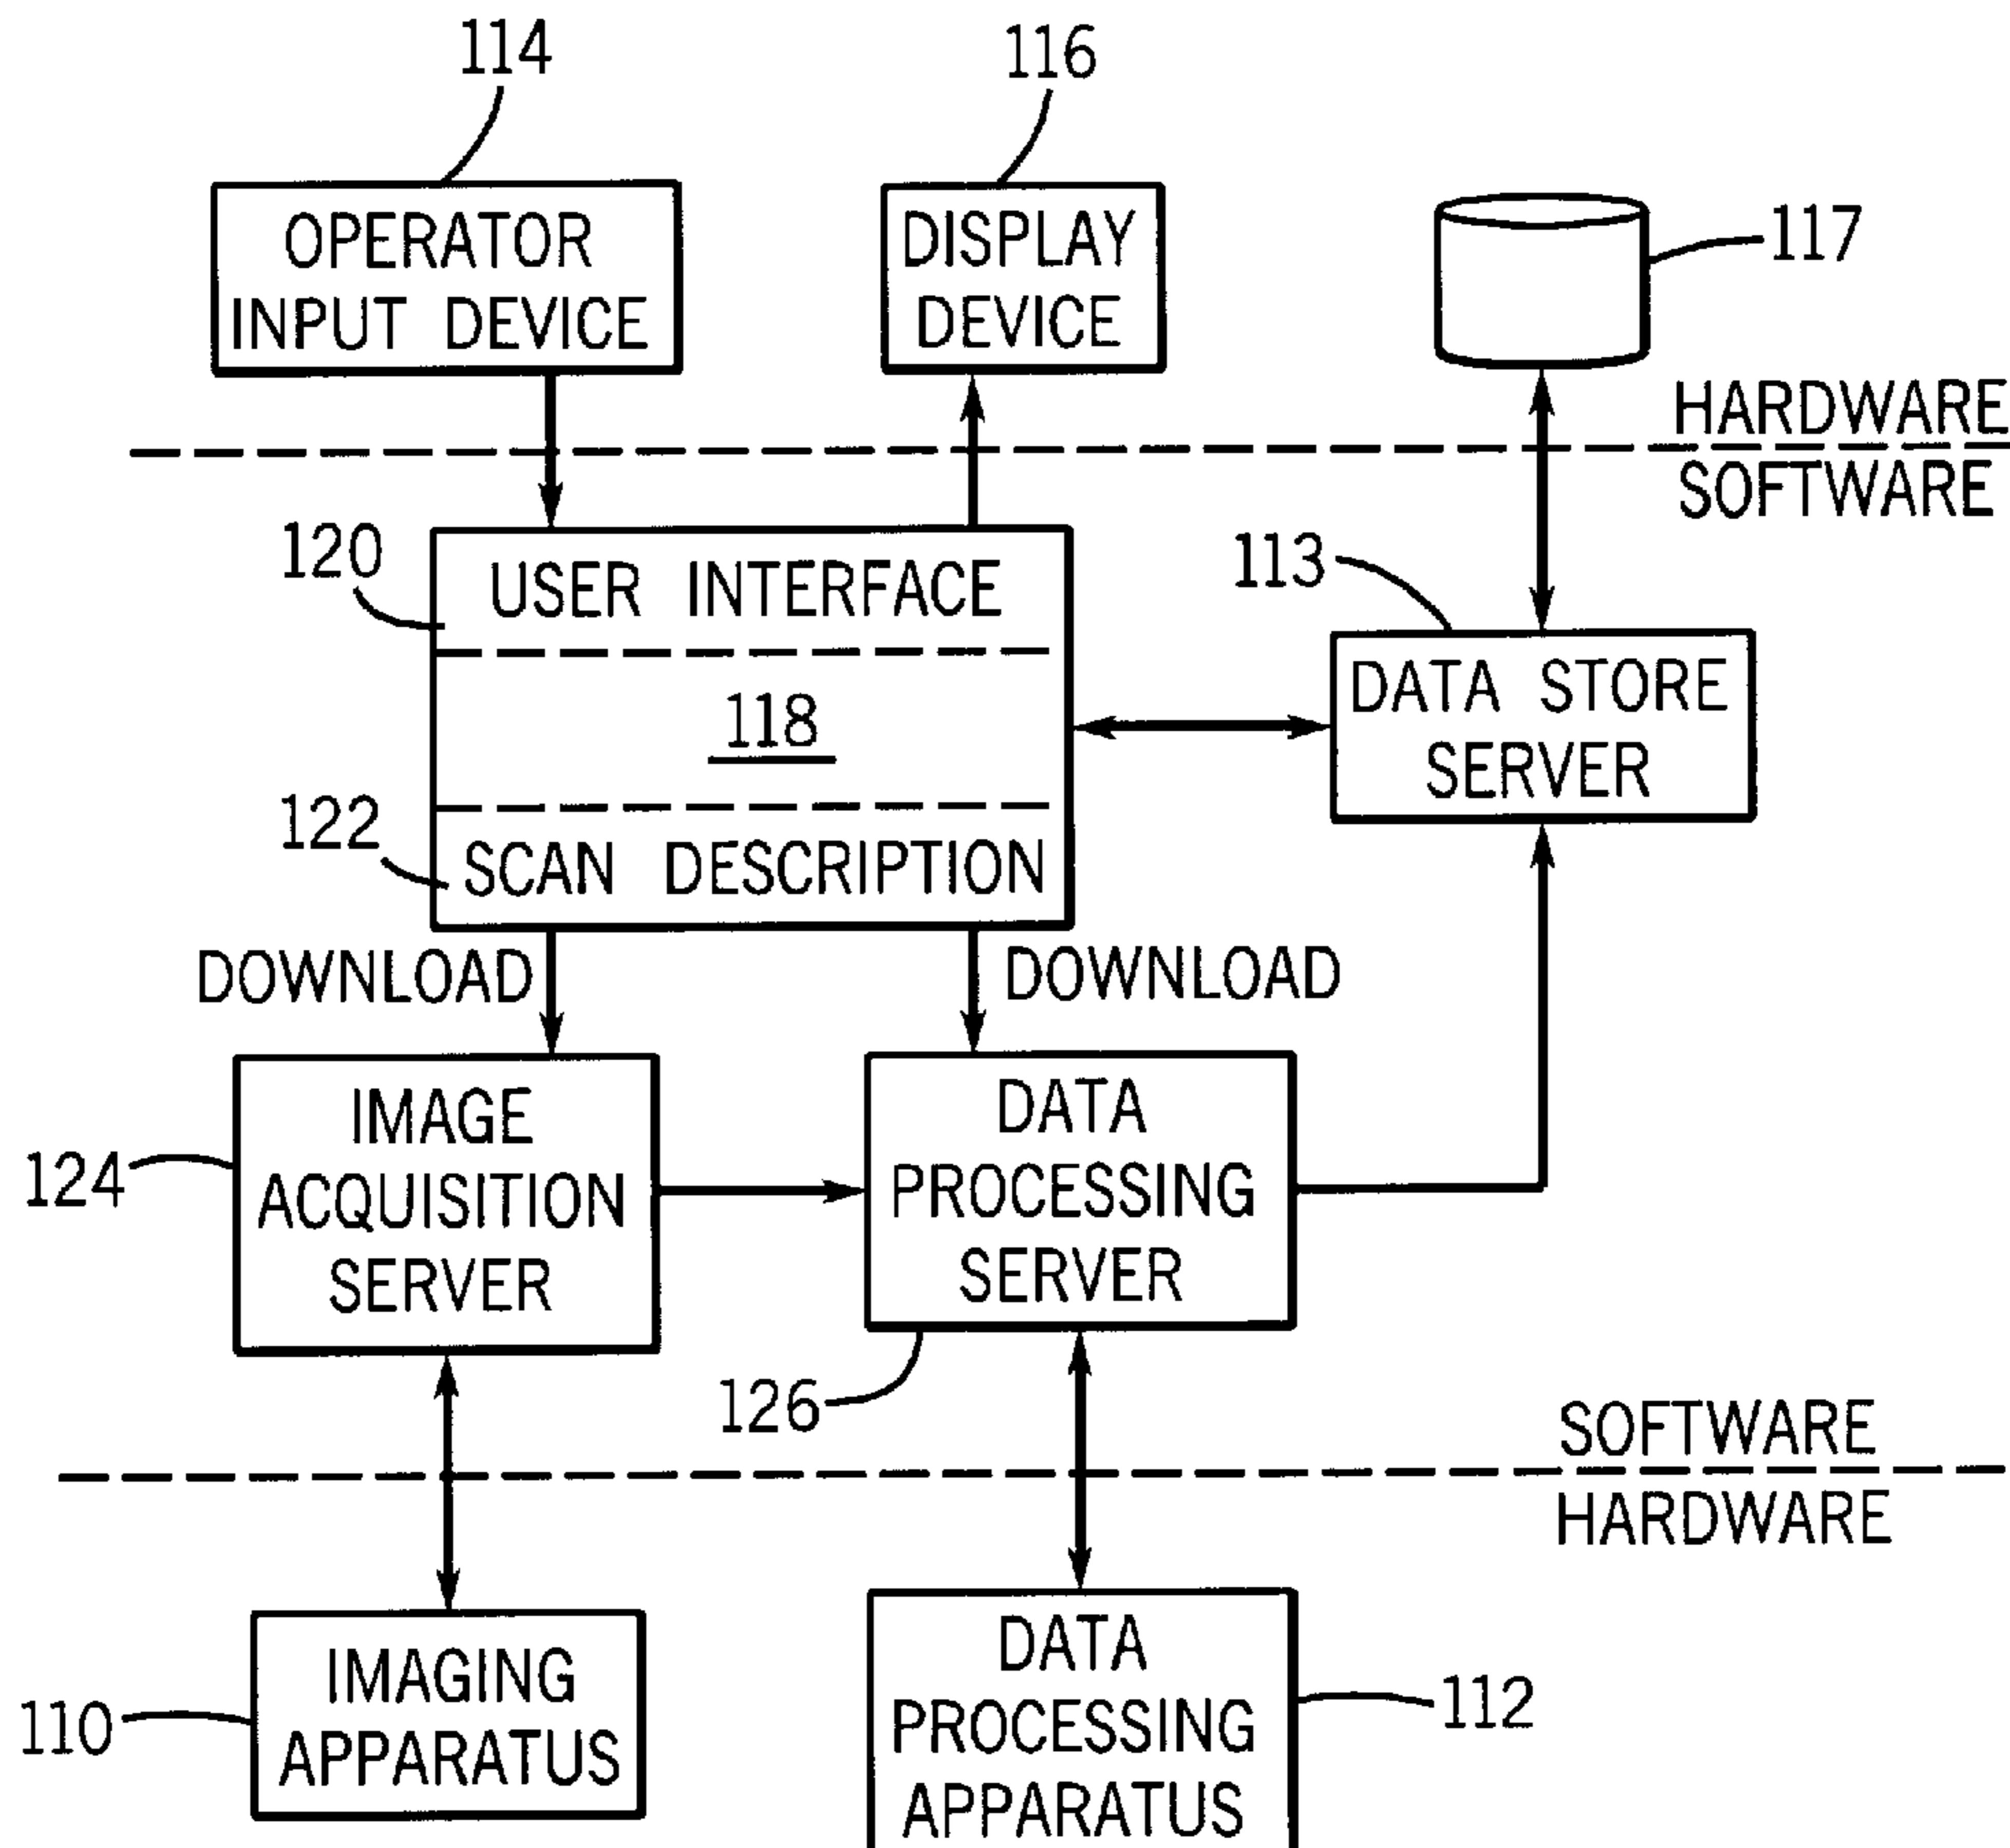 114
116
OPERATOR
INPUT DEVICE
DISPLAY
DEVICE
117
HARDWARE
SOFTWARE
120
USER INTERFACE
113
118
DATA STORE
SERVER
122
SCAN DESCRIPTION
DOWNLOAD
DOWNLOAD
124
IMAGE
ACQUISITION
SERVER
DATA
PROCESSING
SERVER
126
SOFTWARE
HARDWARE
110
IMAGING
APPARATUS
DATA
PROCESSING
APPARATUS
112